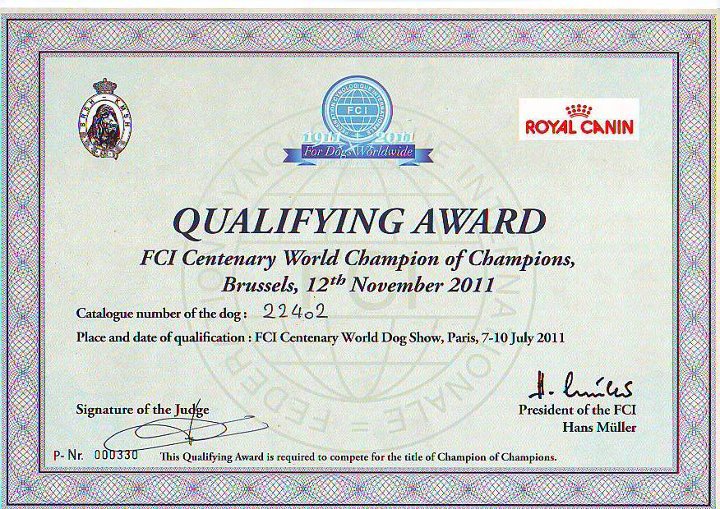 KMSH - KMSH
FCI
1911 2011
For Dogs Worldwide
ROYAL CANIN
QUALIFYING AWARD
FCI Centenary World Champion of Champions,
Brussels, 12th November 2011
Catalogue number of the dog : 22402
Place and date of qualification : FCI Centenary World Dog Show, Paris, 7-10 July 2011
Signature of the Judge
President of the FCI
Hans Müller
P- Nr. 000330 This Qualifying Award is required to compete for the title of Champion of Champions.